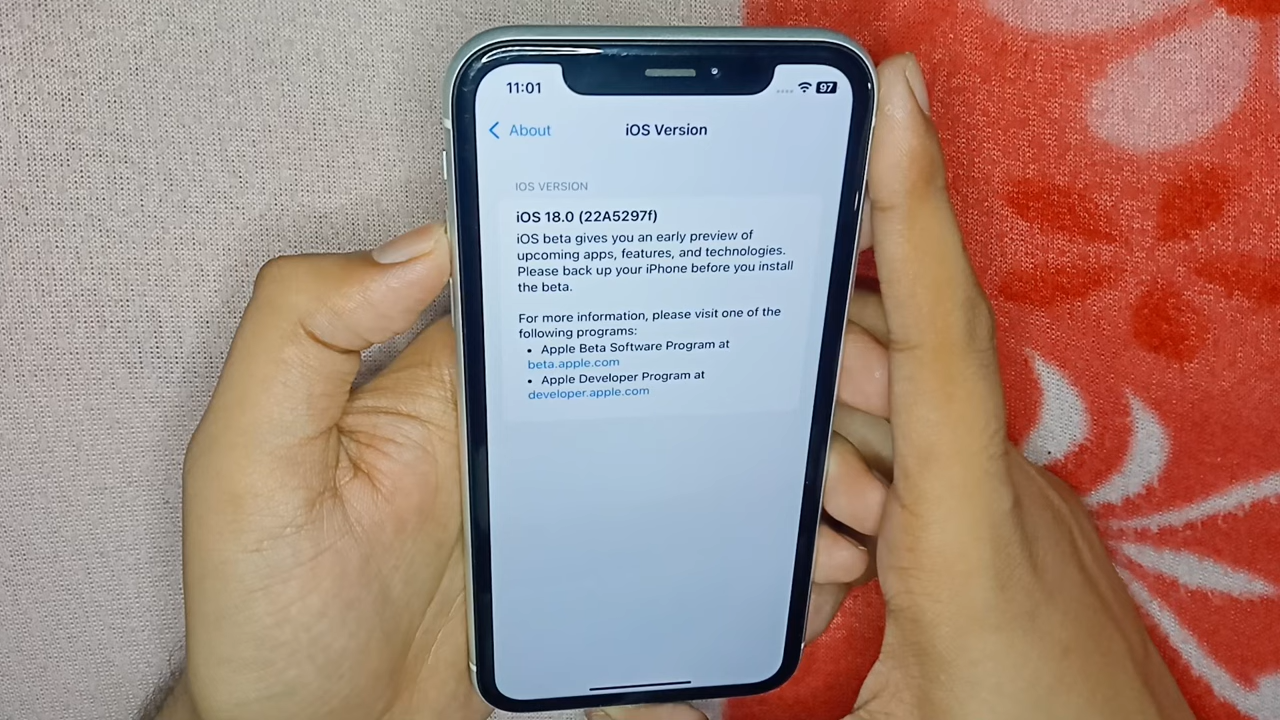 11:01
97
About
iOS Version
IOS VERSION
iOS 18.0 (22A5297f)
iOS beta gives you an early preview of
upcoming apps, features, and technologies.
Please back up your iPhone before you install
the beta.
For more information, please visit one of the
following programs:
• Apple Beta Software Program at
beta.apple.com
• Apple Developer Program at
developer.apple.com